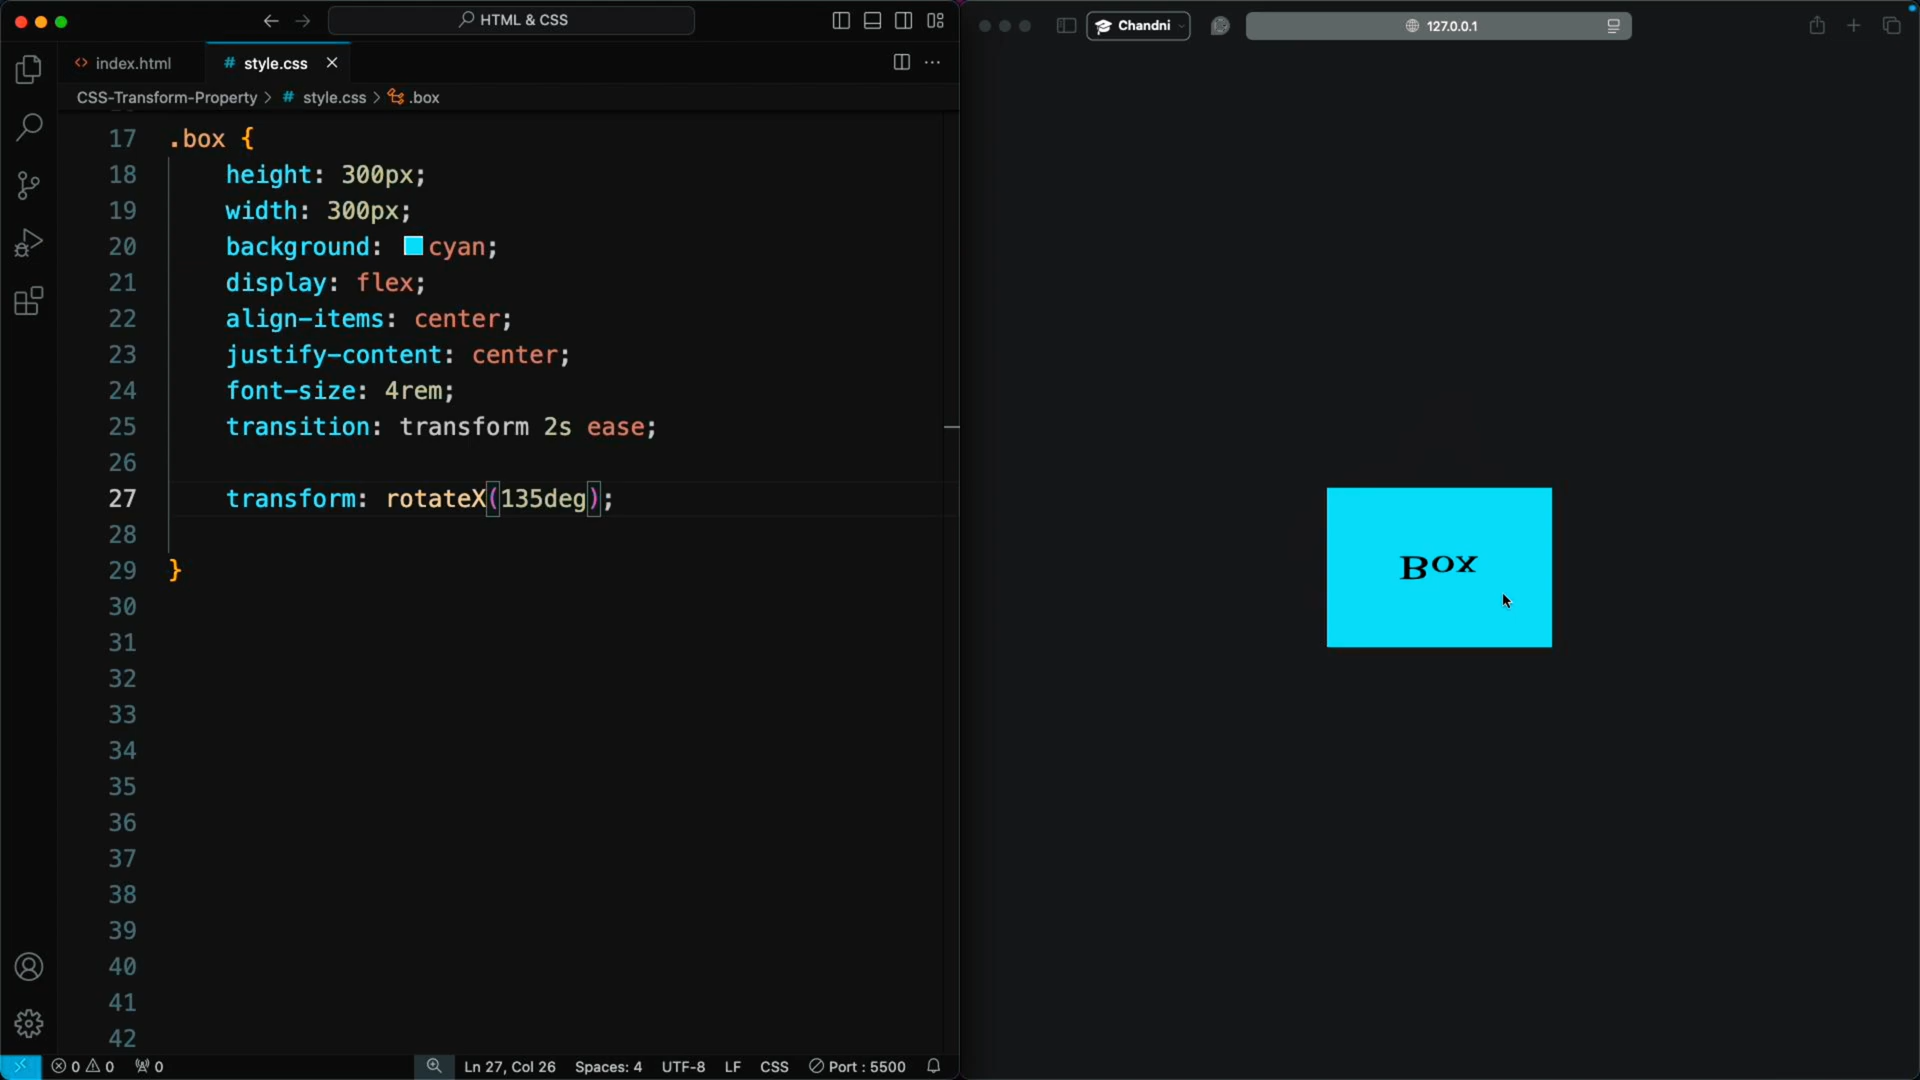 HTML & CSS
index.html
# style.css
CSS-Transform-Property > # style.css > .box
17 .box {
18 height: 300px;
19 width: 300px;
20 background: cyan;
21 display: flex;
22 align-items: center;
23 justify-content: center;
24 font-size: 4rem;
25 transition: transform 2s ease;
26
27 transform: rotateX(135deg);
28
29 }
30
31
32
33
34
35
36
37
38
39
40
41
42
0 0 0 Ln 27, Col 26 Spaces: 4 UTF-8 LF CSS Port : 5500
Chandni
127.0.0.1
Box